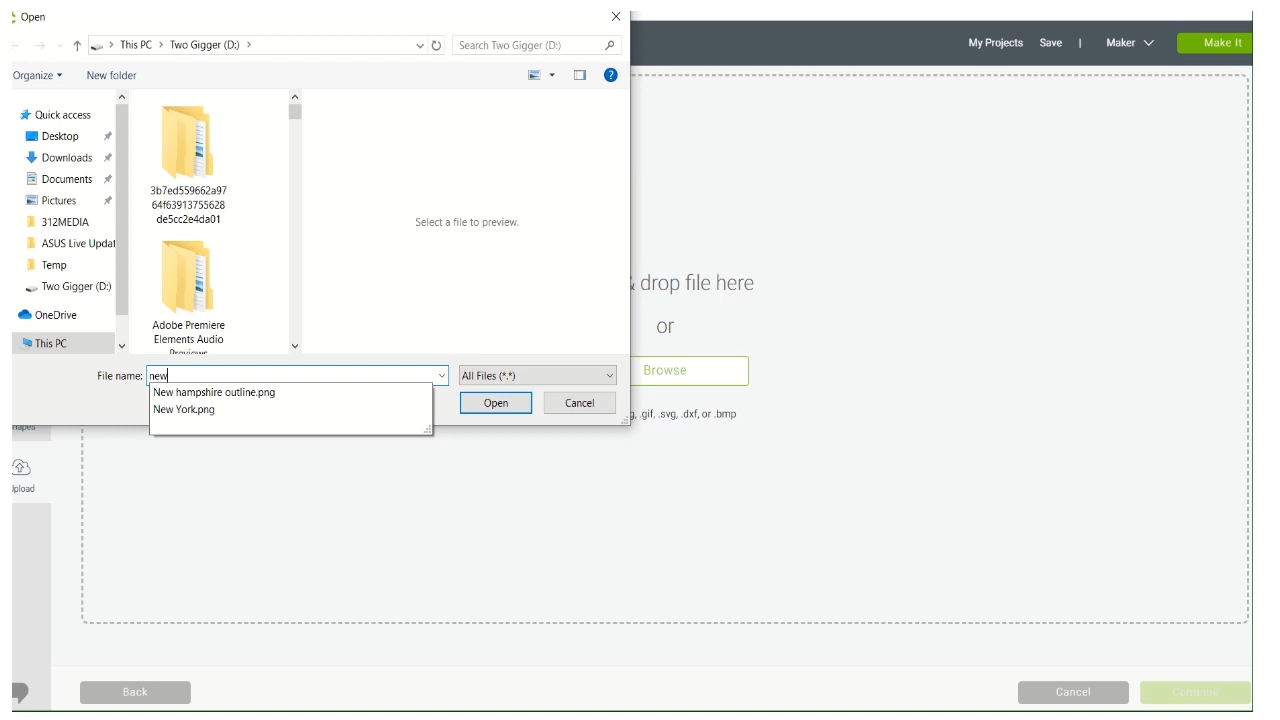 Open
My Projects
Save
|
Maker
Make It
This PC
Two Gigger (D:)
Search Two Gigger (D:)
Organize
New folder
?
Quick access
Desktop
Downloads
Documents
Pictures
312MEDIA
ASUS Live Updat
Temp
Two Gigger (D:)
OneDrive
This PC
3b7ed559662a97
64f63913755628
de5cc2e4da01
Adobe Premiere
Elements Audio
Previews
Select a file to preview.
& drop file here
or
Browse
g, .gif, .svg, .dxf, or .bmp
File name: new
All Files (*.*)
New hampshire outline.png
New York.png
Open
Cancel
hapes
Upload
Back
Cancel
Continue